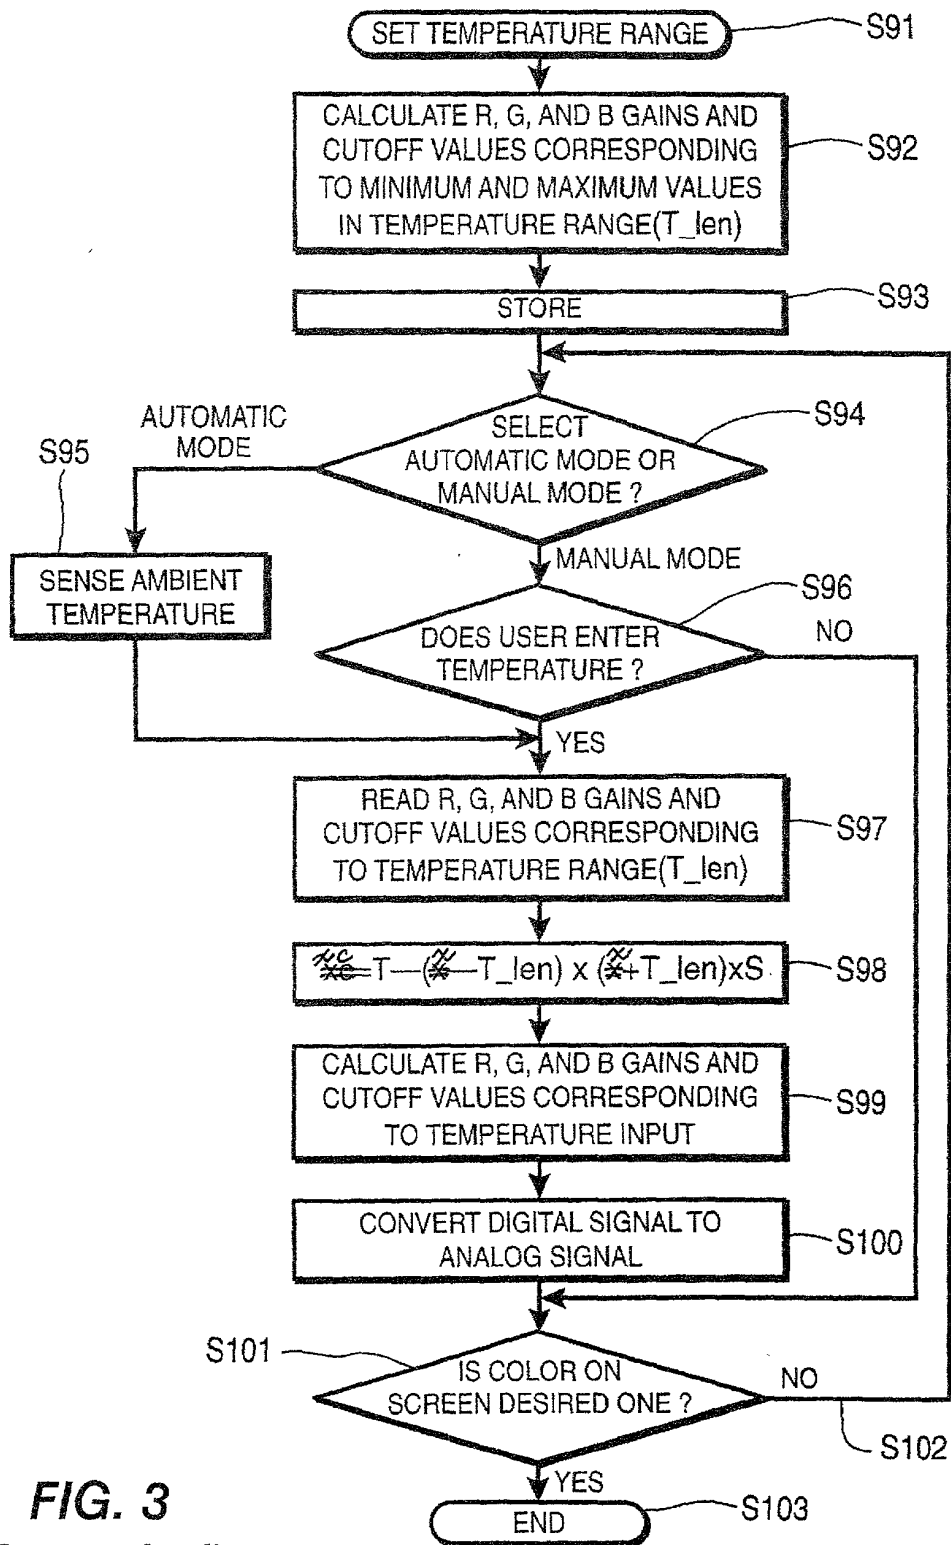 SET TEMPERATURE RANGE
S91
CALCULATE R, G, AND B GAINS AND
CUTOFF VALUES CORRESPONDING
TO MINIMUM AND MAXIMUM VALUES
IN TEMPERATURE RANGE(T_len)
S92
STORE
S93
SELECT
AUTOMATIC MODE OR
MANUAL MODE ?
S94
AUTOMATIC
MODE
S95
SENSE AMBIENT
TEMPERATURE
MANUAL MODE
S96
DOES USER ENTER
TEMPERATURE ?
NO
YES
READ R, G, AND B GAINS AND
CUTOFF VALUES CORRESPONDING
TO TEMPERATURE RANGE(T_len)
S97
T—( —T_len) x ( +T_len)xS
S98
CALCULATE R, G, AND B GAINS AND
CUTOFF VALUES CORRESPONDING
TO TEMPERATURE INPUT
S99
CONVERT DIGITAL SIGNAL TO
ANALOG SIGNAL
S100
S101
IS COLOR ON
SCREEN DESIRED ONE ?
NO
S102
YES
END
S103
FIG. 3